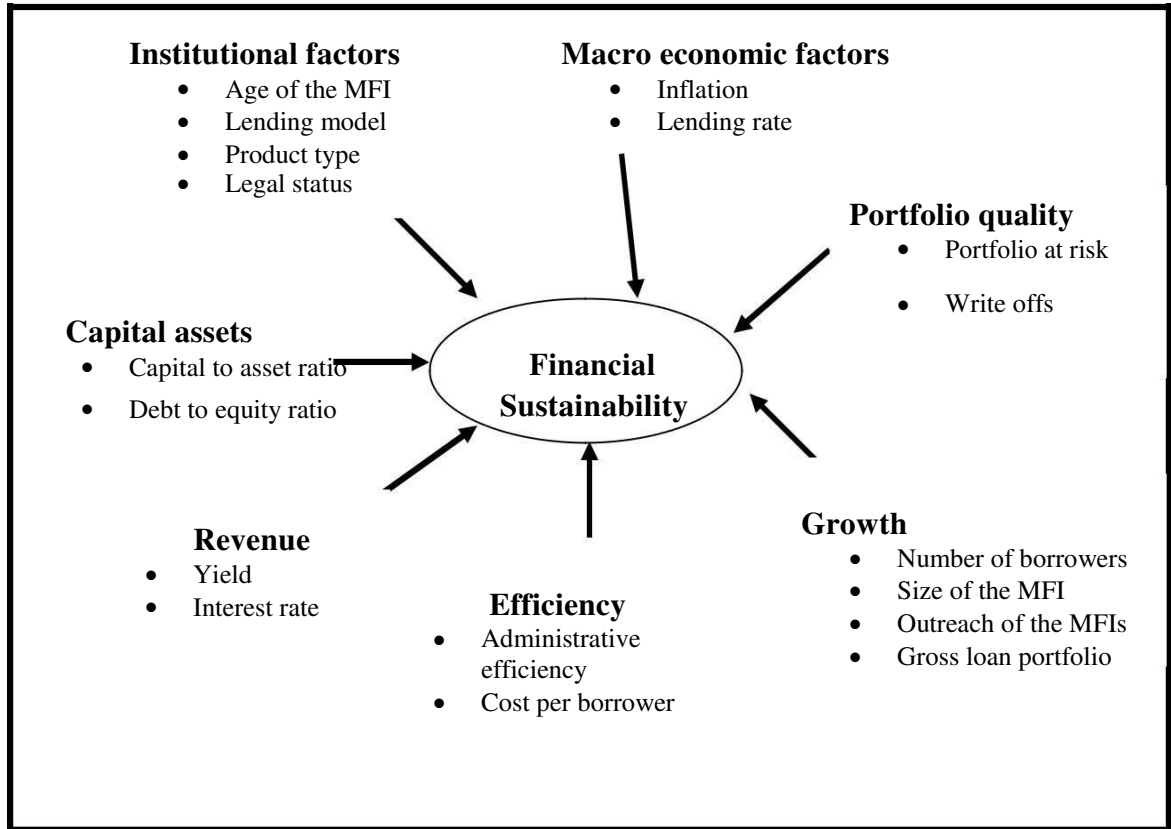 Institutional factors
• Age of the MFI
• Lending model
• Product type
• Legal status
Macro economic factors
• Inflation
• Lending rate
Portfolio quality
• Portfolio at risk
• Write offs
Capital assets
• Capital to asset ratio
• Debt to equity ratio
Financial
Sustainability
Revenue
• Yield
• Interest rate
Efficiency
• Administrative
efficiency
• Cost per borrower
Growth
• Number of borrowers
• Size of the MFI
• Outreach of the MFIs
• Gross loan portfolio